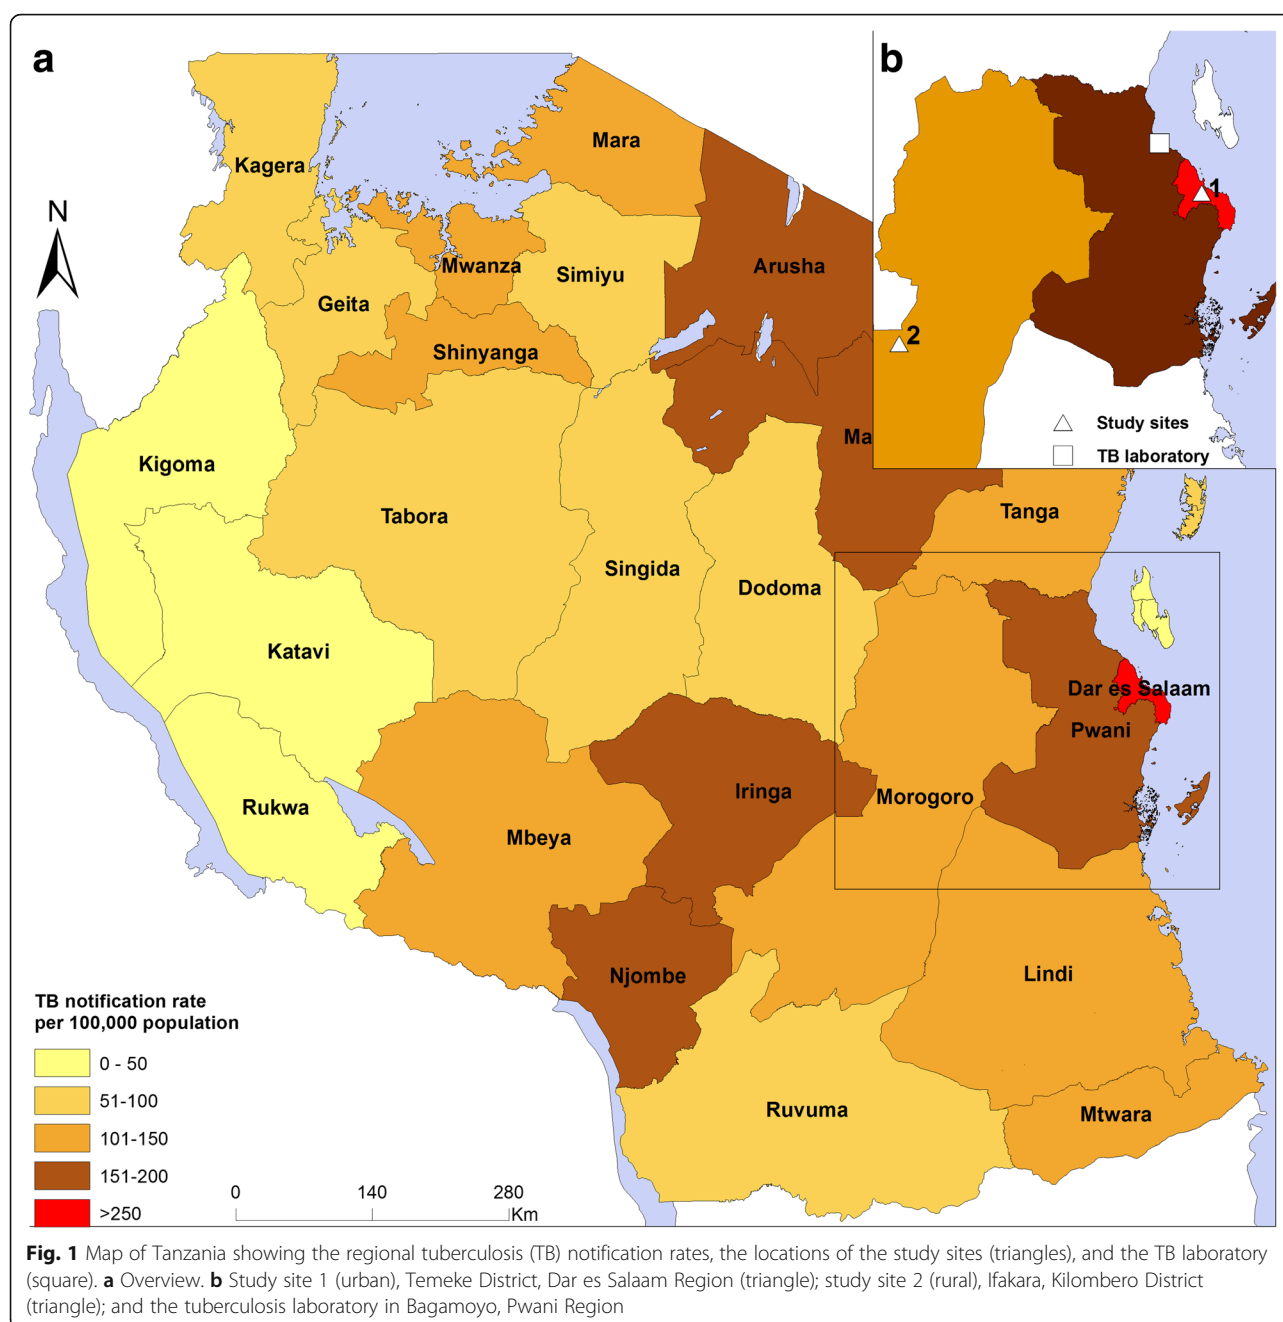 a
b
N
Kagera
Mara
Mwanza
Simiyu
Arusha
Geita
Shinyanga
Kigoma
Tabora
Singida
Dodoma
Ma
Tanga
Katavi
Dar es Salaam
Pwani
Rukwa
Iringa
Morogoro
Mbeya
Njombe
Lindi
Ruvuma
Mtwara
1
2
Study sites
TB laboratory
TB notification rate
per 100,000 population
0 - 50
51-100
101-150
151-200
>250
0 140 280
Km
Fig. 1 Map of Tanzania showing the regional tuberculosis (TB) notification rates, the locations of the study sites (triangles), and the TB laboratory
(square). a Overview. b Study site 1 (urban), Temeke District, Dar es Salaam Region (triangle); study site 2 (rural), Ifakara, Kilombero District
(triangle); and the tuberculosis laboratory in Bagamoyo, Pwani Region